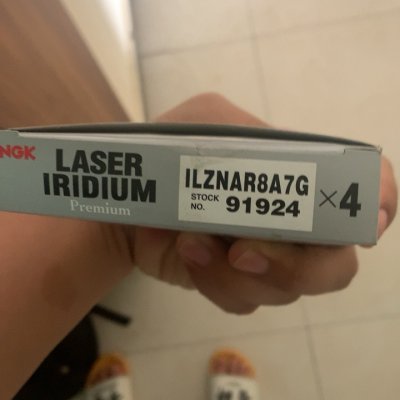 NGK
LASER
IRIDIUM
Premium
ILZNAR8A7G
STOCK
NO. 91924
×4